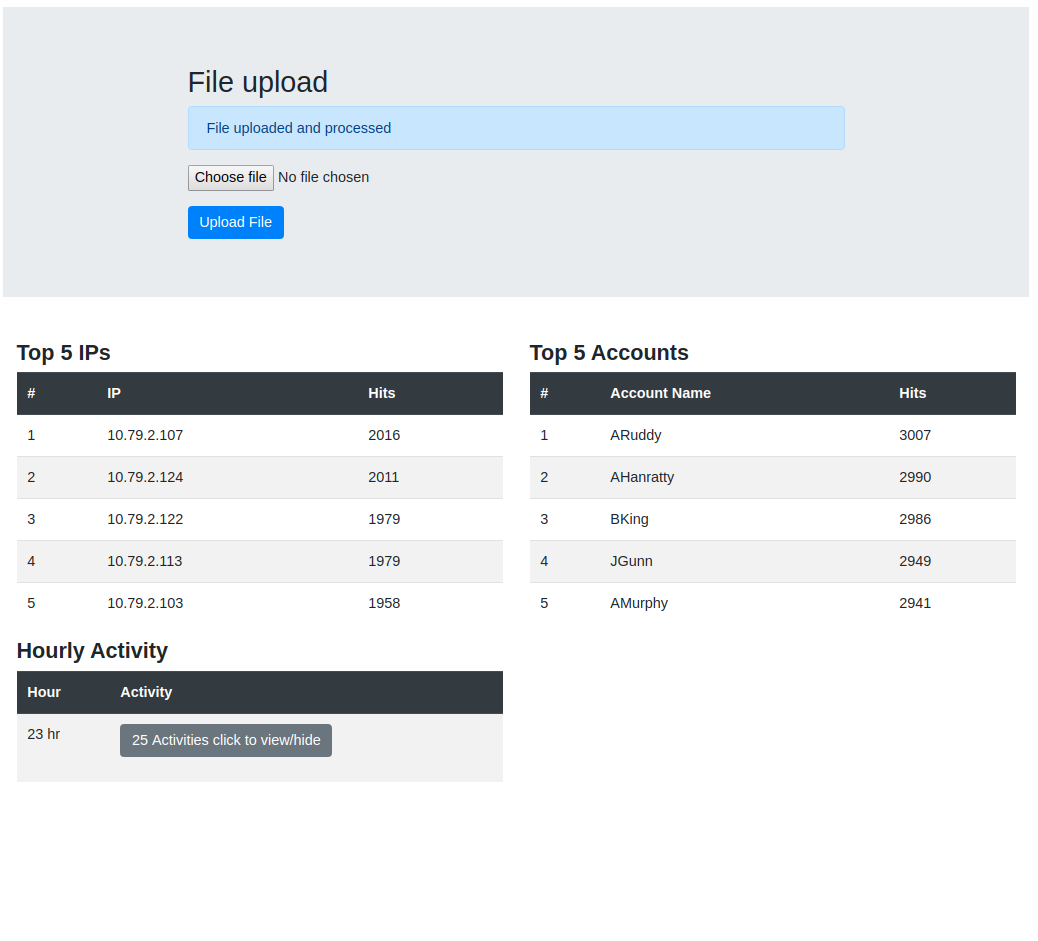 File upload
File uploaded and processed
Choose file No file chosen
Upload File
Top 5 IPs
# IP Hits
1 10.79.2.107 2016
2 10.79.2.124 2011
3 10.79.2.122 1979
4 10.79.2.113 1979
5 10.79.2.103 1958
Top 5 Accounts
# Account Name Hits
1 ARuddy 3007
2 AHanratty 2990
3 BKing 2986
4 JGunn 2949
5 AMurphy 2941
Hourly Activity
Hour Activity
23 hr 25 Activities click to view/hide